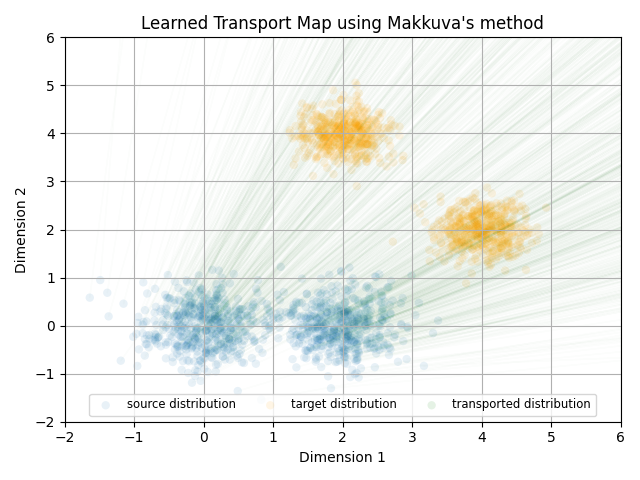 Learned Transport Map using Makkuva's method
6
5
4
3
2
1
0
−1
−2
Dimension 2
source distribution target distribution transported distribution
−2 −1 0 1 2 3 4 5 6
Dimension 1